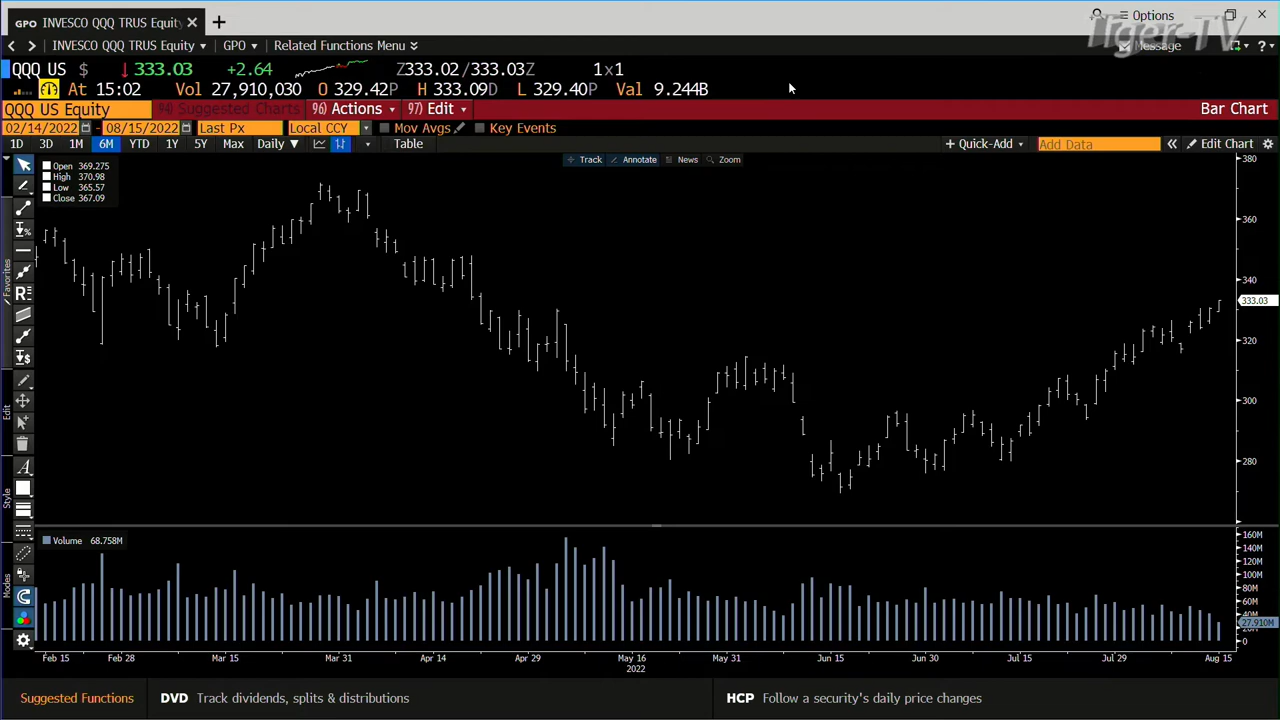 GPO INVESCO QQQ TRUS Equity × +
Options
Tiger-TV
INVESCO QQQ TRUS Equity GPO Related Functions Menu
Message
QQQ US $ ↓333.03 +2.64 Z333.02/333.03Z 1x1
At 15:02 Vol 27,910,030 O 329.42P H 333.09D L 329.40P Val 9.244B
QQQ US Equity 94) Suggested Charts 96) Actions 97) Edit Bar Chart
02/14/2022 - 08/15/2022 Last Px Local CCY Mov Avgs Key Events
1D 3D 1M 6M YTD 1Y 5Y Max Daily ▼ Table + Quick-Add Add Data « Edit Chart
Track Annotate News Zoom
Open 369.275
High 370.98
Low 365.57
Close 367.09
380
360
340
333.03
320
300
280
Favorites
Edit
Style
Modes
Volume 68.758M
160M
140M
120M
100M
80M
60M
40M
27.910M
0
Feb 15 Feb 28 Mar 15 Mar 31 Apr 14 Apr 29 May 16 May 31 Jun 15 Jun 30 Jul 15 Jul 29 Aug 15
2022
Suggested Functions DVD Track dividends, splits & distributions HCP Follow a security's daily price changes